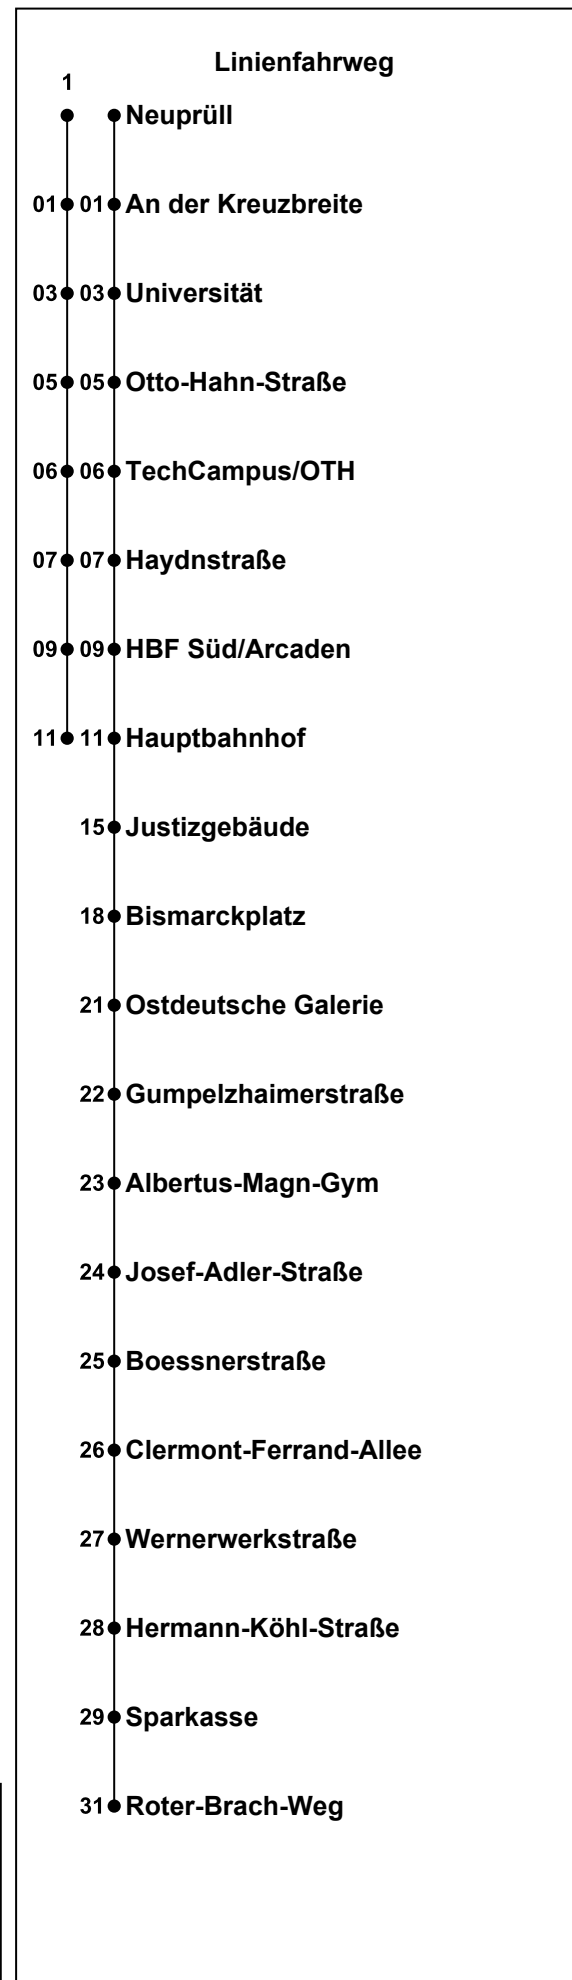 Linienfahrweg
1
Neuprüll
01 01 An der Kreuzbreite
03 03 Universität
05 05 Otto-Hahn-Straße
06 06 TechCampus/OTH
07 07 Haydnstraße
09 09 HBF Süd/Arcaden
11 11 Hauptbahnhof
15 Justizgebäude
18 Bismarckplatz
21 Ostdeutsche Galerie
22 Gumpelzhaimerstraße
23 Albertus-Magn-Gym
24 Josef-Adler-Straße
25 Boessnerstraße
26 Clermont-Ferrand-Allee
27 Wernerwerkstraße
28 Hermann-Köhl-Straße
29 Sparkasse
31 Roter-Brach-Weg